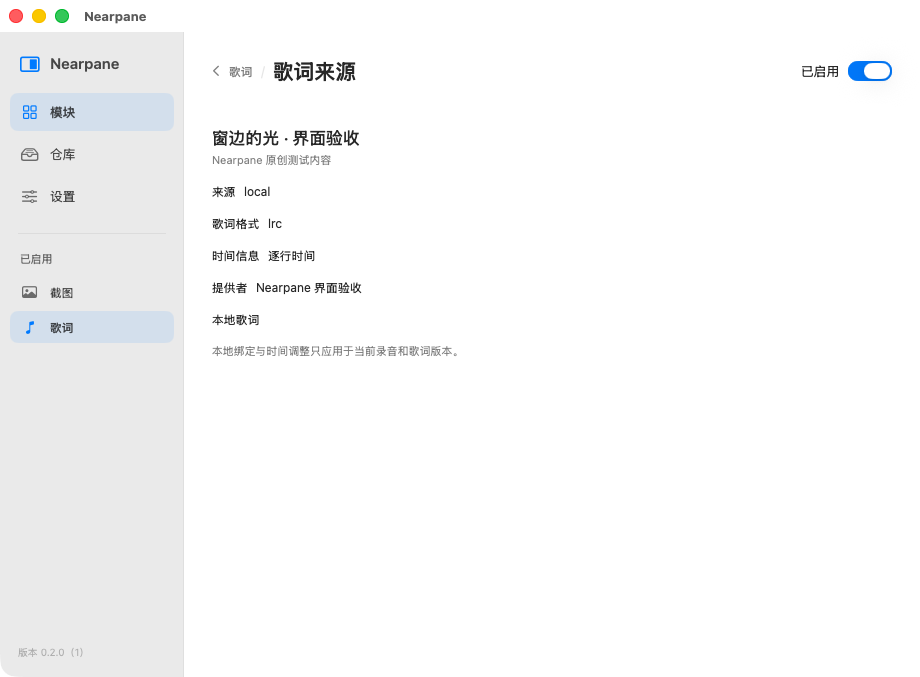 Nearpane
Nearpane
模块
仓库
设置
已启用
截图
歌词
版本 0.2.0 (1)
歌词 / 歌词来源
已启用
窗边的光 · 界面验收
Nearpane 原创测试内容
来源 local
歌词格式 lrc
时间信息 逐行时间
提供者 Nearpane 界面验收
本地歌词
本地绑定与时间调整只应用于当前录音和歌词版本。